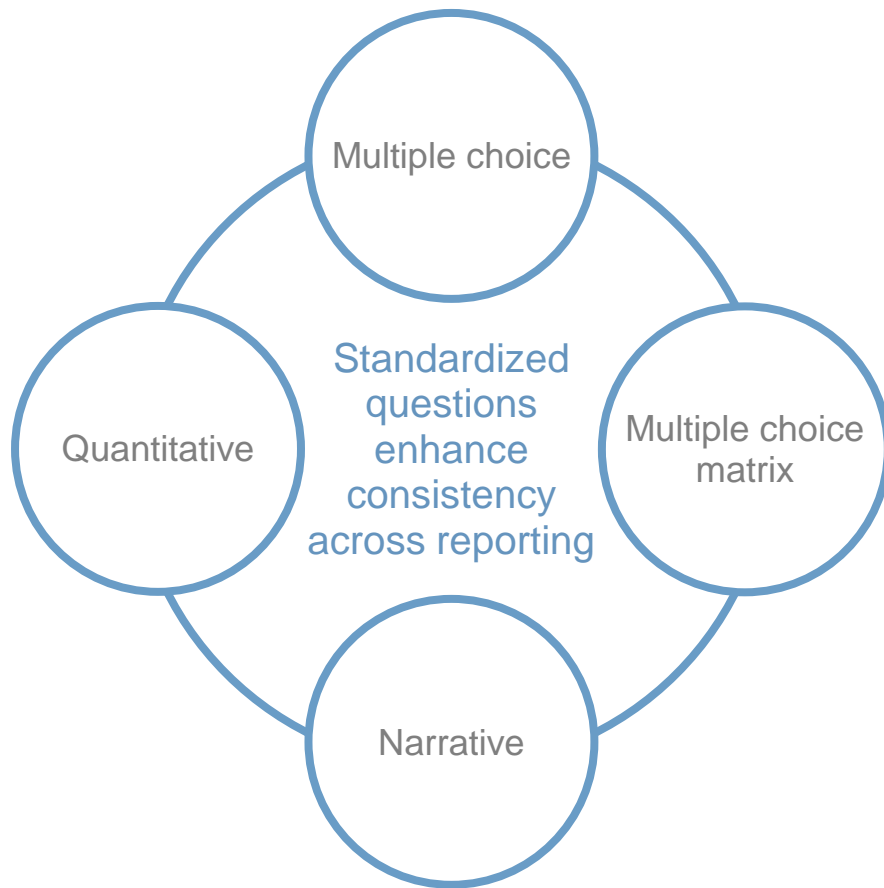 Multiple choice
Standardized
questions
enhance
consistency
across reporting
Quantitative
Multiple choice
matrix
Narrative